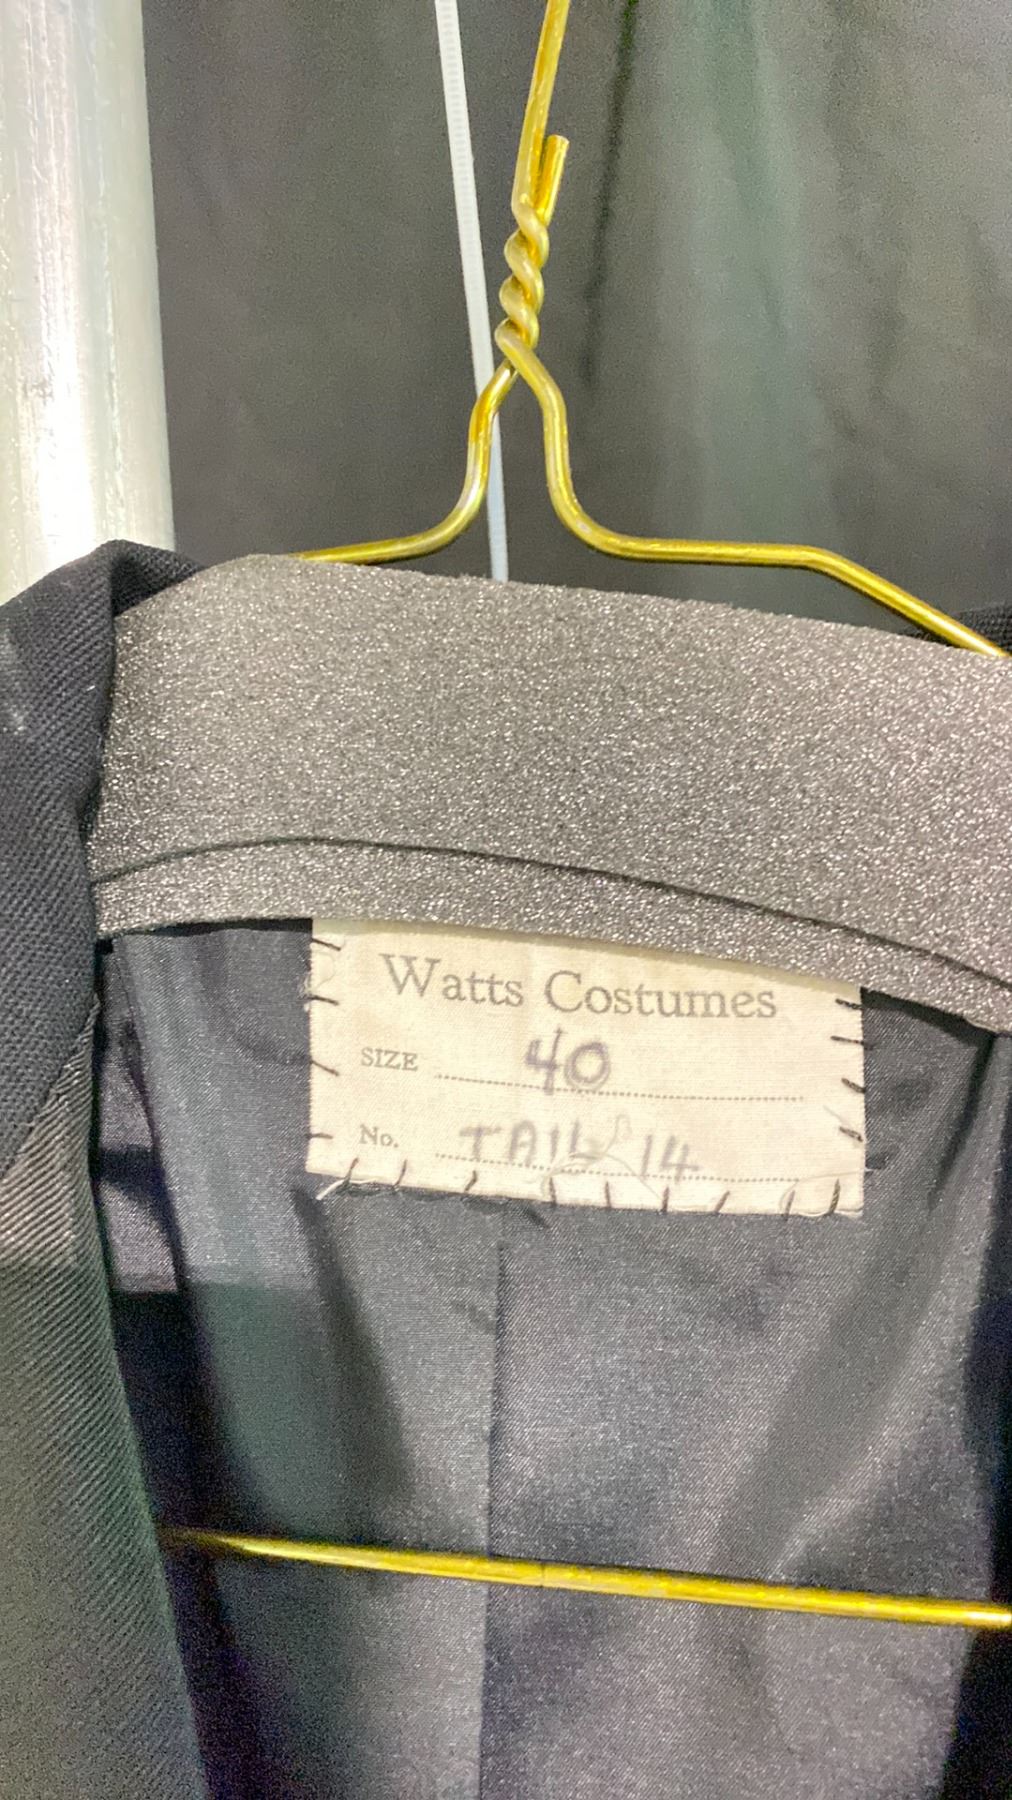 Watts Costumes
SIZE 40
No. TAIL 14